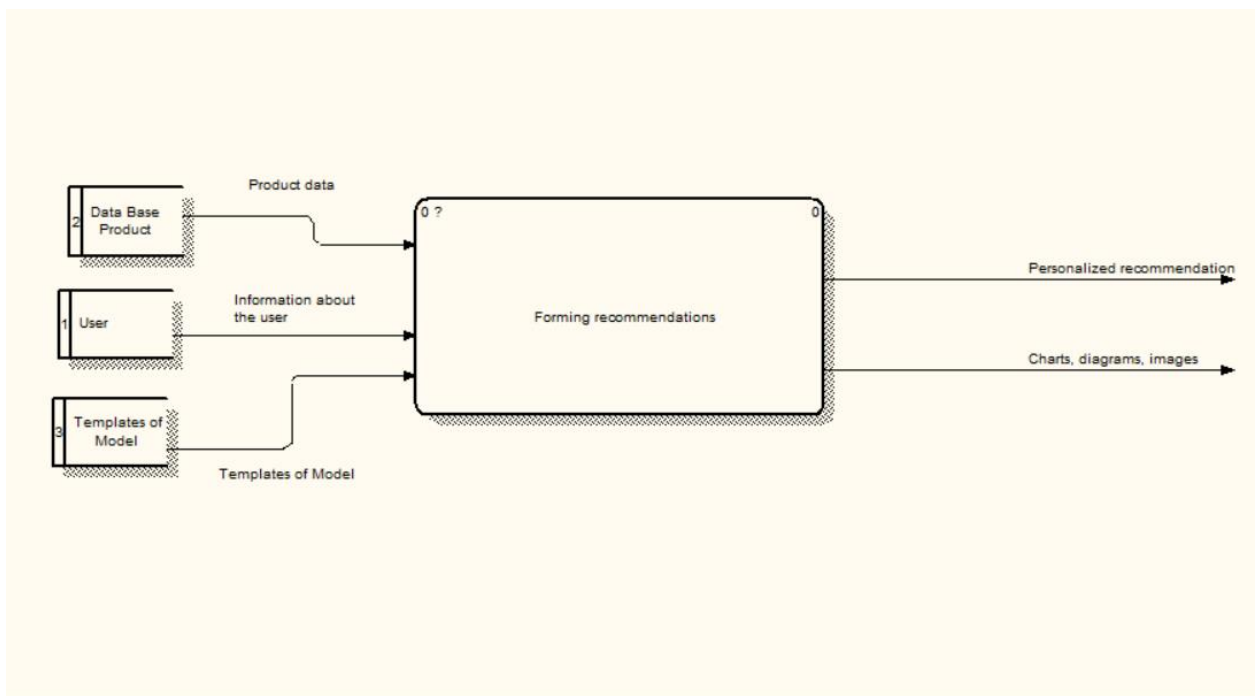 Product data
2
Data Base
Product
0 ?
0
Personalized recommendation
Information about
the user
1
User
Forming recommendations
Charts, diagrams, images
3
Templates of
Model
Templates of Model